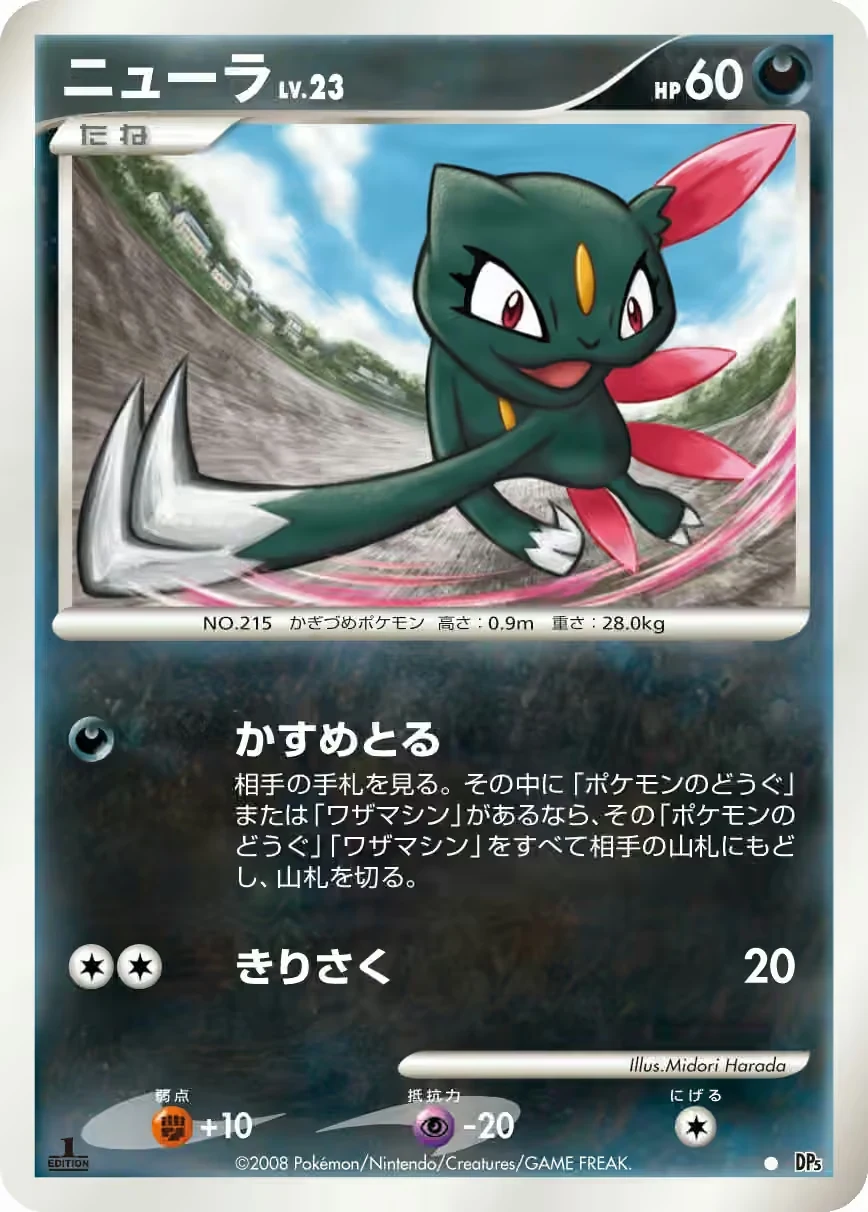 ニューラ LV.23 HP60
たね
NO.215 かぎづめポケモン 高さ：0.9m 重さ：28.0kg
かすめとる
相手の手札を見る。その中に「ポケモンのどうぐ」
または「ワザマシン」があるなら、その「ポケモンの
どうぐ」「ワザマシン」をすべて相手の山札にもど
し、山札を切る。
きりさく 20
Illus.Midori Harada
弱点 抵抗力 にげる
+10 -20
1
EDITION
©2008 Pokémon/Nintendo/Creatures/GAME FREAK.
DP5